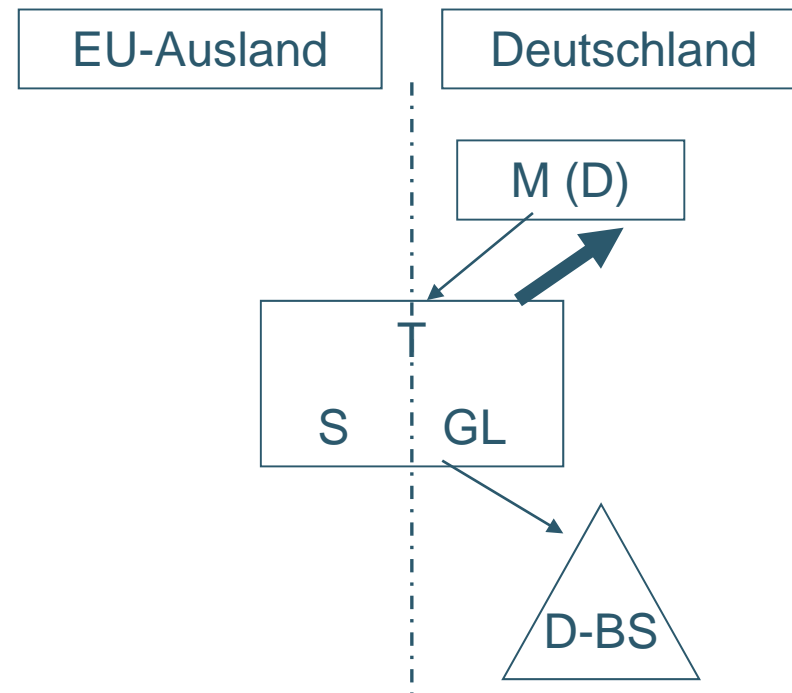 EU-Ausland
Deutschland
M (D)
T
S
GL
D-BS